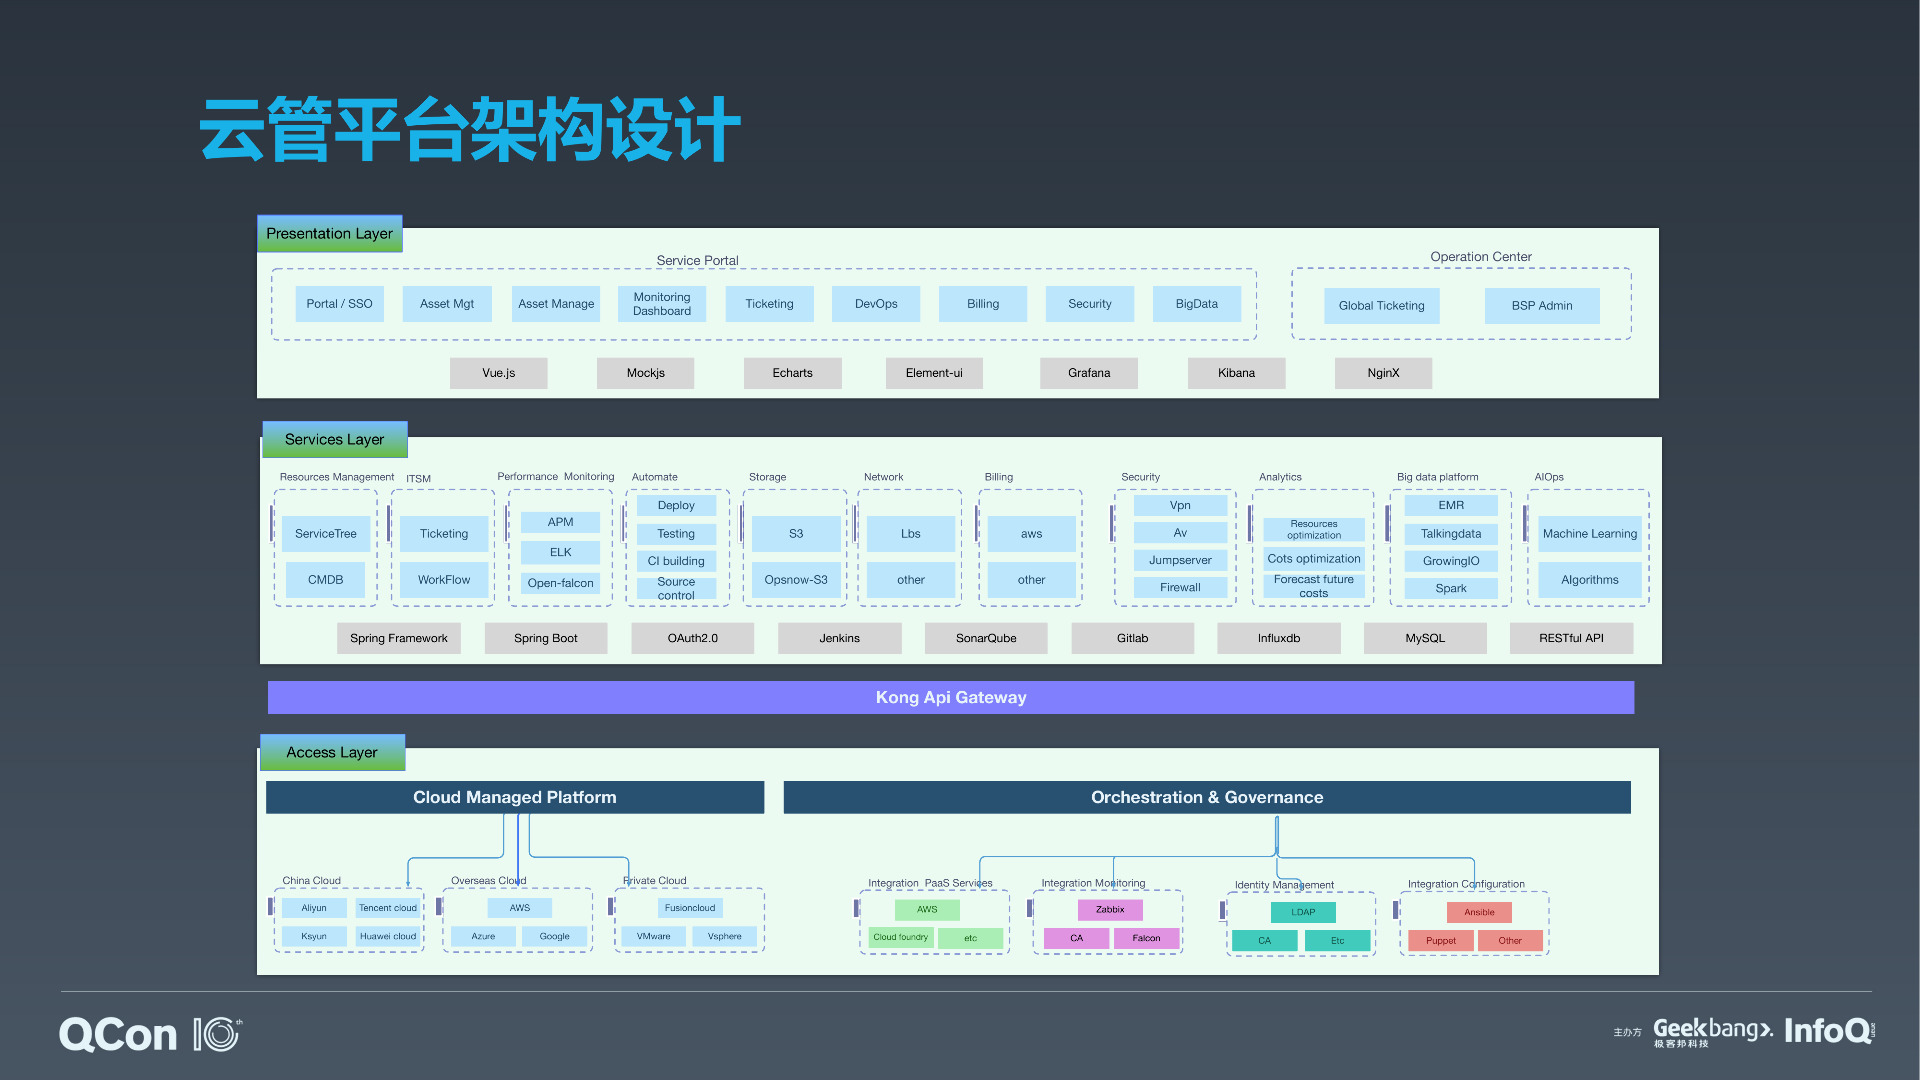 云管平台架构设计
Presentation Layer
Service Portal
Operation Center
Portal / SSO
Asset Mgt
Asset Manage
Monitoring
Dashboard
Ticketing
DevOps
Billing
Security
BigData
Global Ticketing
BSP Admin
Vue.js
Mockjs
Echarts
Element-ui
Grafana
Kibana
NginX
Services Layer
Resources Management
ServiceTree
CMDB
ITSM
Ticketing
WorkFlow
Performance Monitoring
APM
ELK
Open-falcon
Automate
Deploy
Testing
CI building
Source
control
Storage
S3
Opsnow-S3
Network
Lbs
other
Billing
aws
other
Security
Vpn
Av
Jumpserver
Firewall
Analytics
Resources
optimization
Cots optimization
Forecast future
costs
Big data platform
EMR
Talkingdata
GrowingIO
Spark
AIOps
Machine Learning
Algorithms
Spring Framework
Spring Boot
OAuth2.0
Jenkins
SonarQube
Gitlab
Influxdb
MySQL
RESTful API
Kong Api Gateway
Access Layer
Cloud Managed Platform
Orchestration & Governance
China Cloud
Aliyun
Tencent cloud
Ksyun
Huawei cloud
Overseas Cloud
AWS
Azure
Google
Private Cloud
Fusioncloud
VMware
Vsphere
Integration PaaS Services
AWS
Cloud foundry
etc
Integration Monitoring
Zabbix
CA
Falcon
Identity Management
LDAP
CA
Etc
Integration Configuration
Ansible
Puppet
Other
QCon 10th
主办方
Geekbang>.
极客邦科技
InfoQ